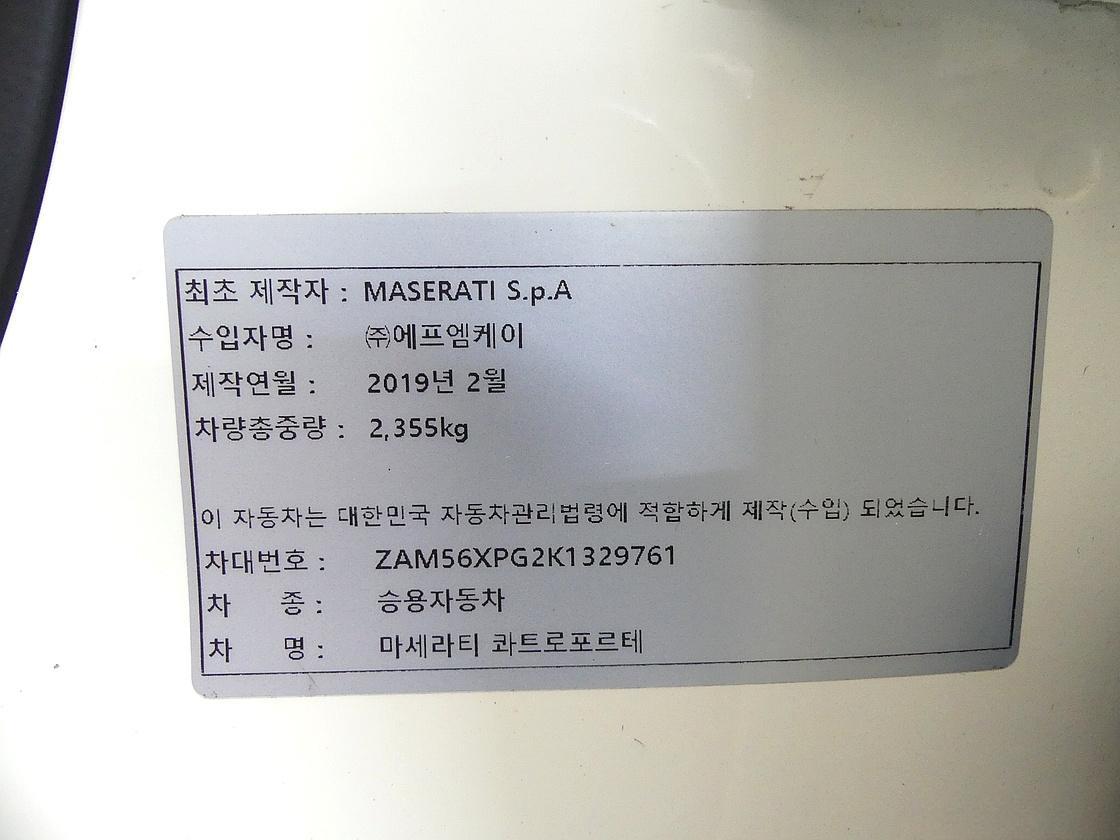 최초 제작자 : MASERATI S.p.A
수입자명 : ㈜에프엠케이
제작연월 : 2019년 2월
차량총중량 : 2,355kg
이 자동차는 대한민국 자동차관리법령에 적합하게 제작(수입) 되었습니다.
차대번호 : ZAM56XPG2K1329761
차 종 : 승용자동차
차 명 : 마세라티 콰트로포르테